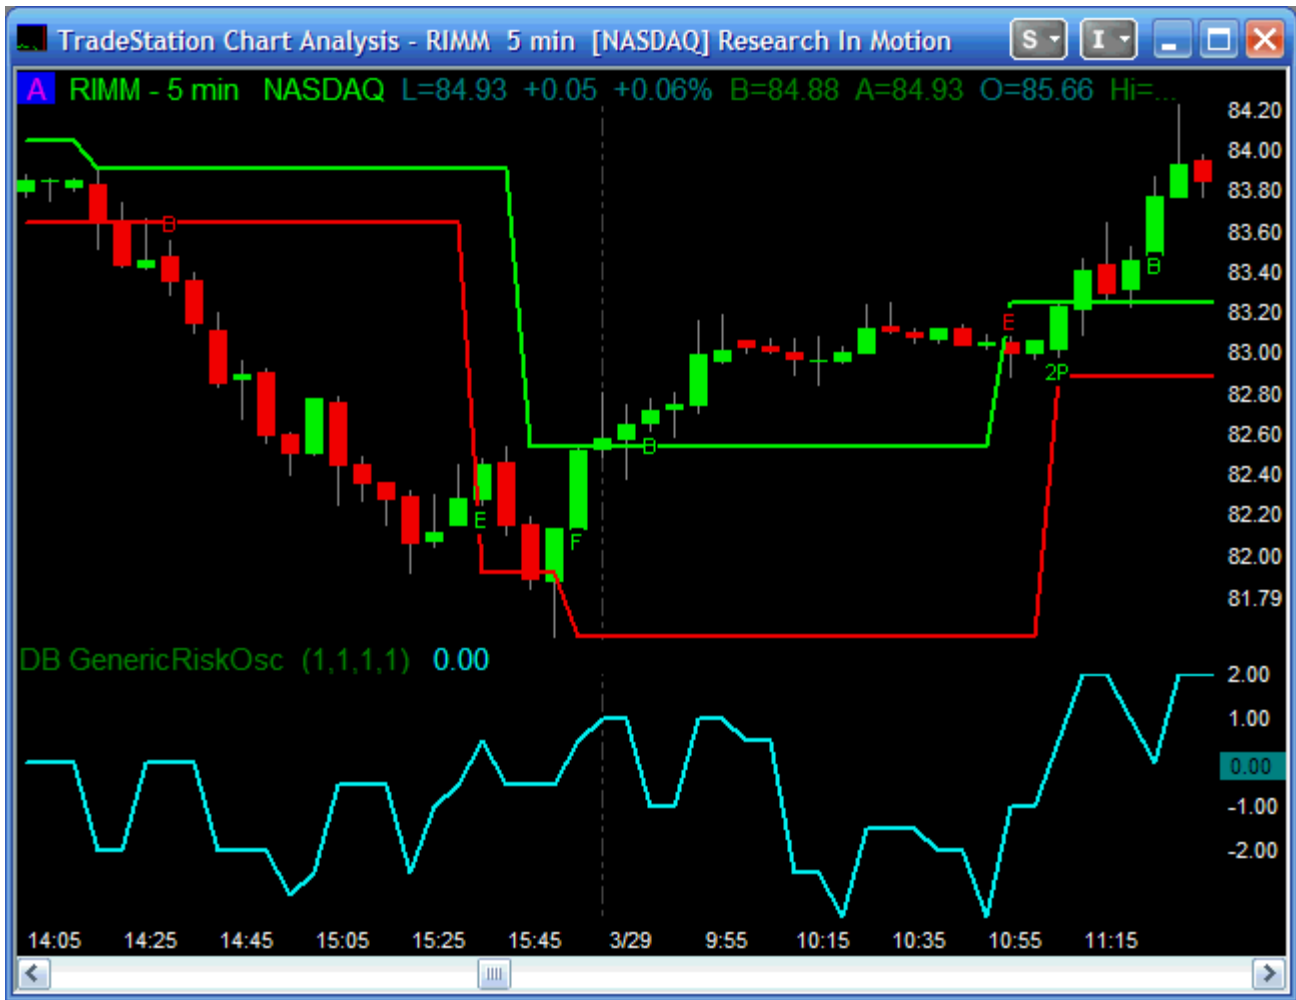 TradeStation Chart Analysis - RIMM 5 min [NASDAQ] Research In Motion
S I
A RIMM - 5 min NASDAQ L=84.93 +0.05 +0.06% B=84.88 A=84.93 O=85.66 Hi=...
84.20
84.00
83.80
B
83.60
B
83.40
83.20
E
83.00
2P
82.80
82.60
B
82.40
E
82.20
F
82.00
81.79
DB GenericRiskOsc (1,1,1,1) 0.00
2.00
1.00
0.00
-1.00
-2.00
14:05 14:25 14:45 15:05 15:25 15:45 3/29 9:55 10:15 10:35 10:55 11:15